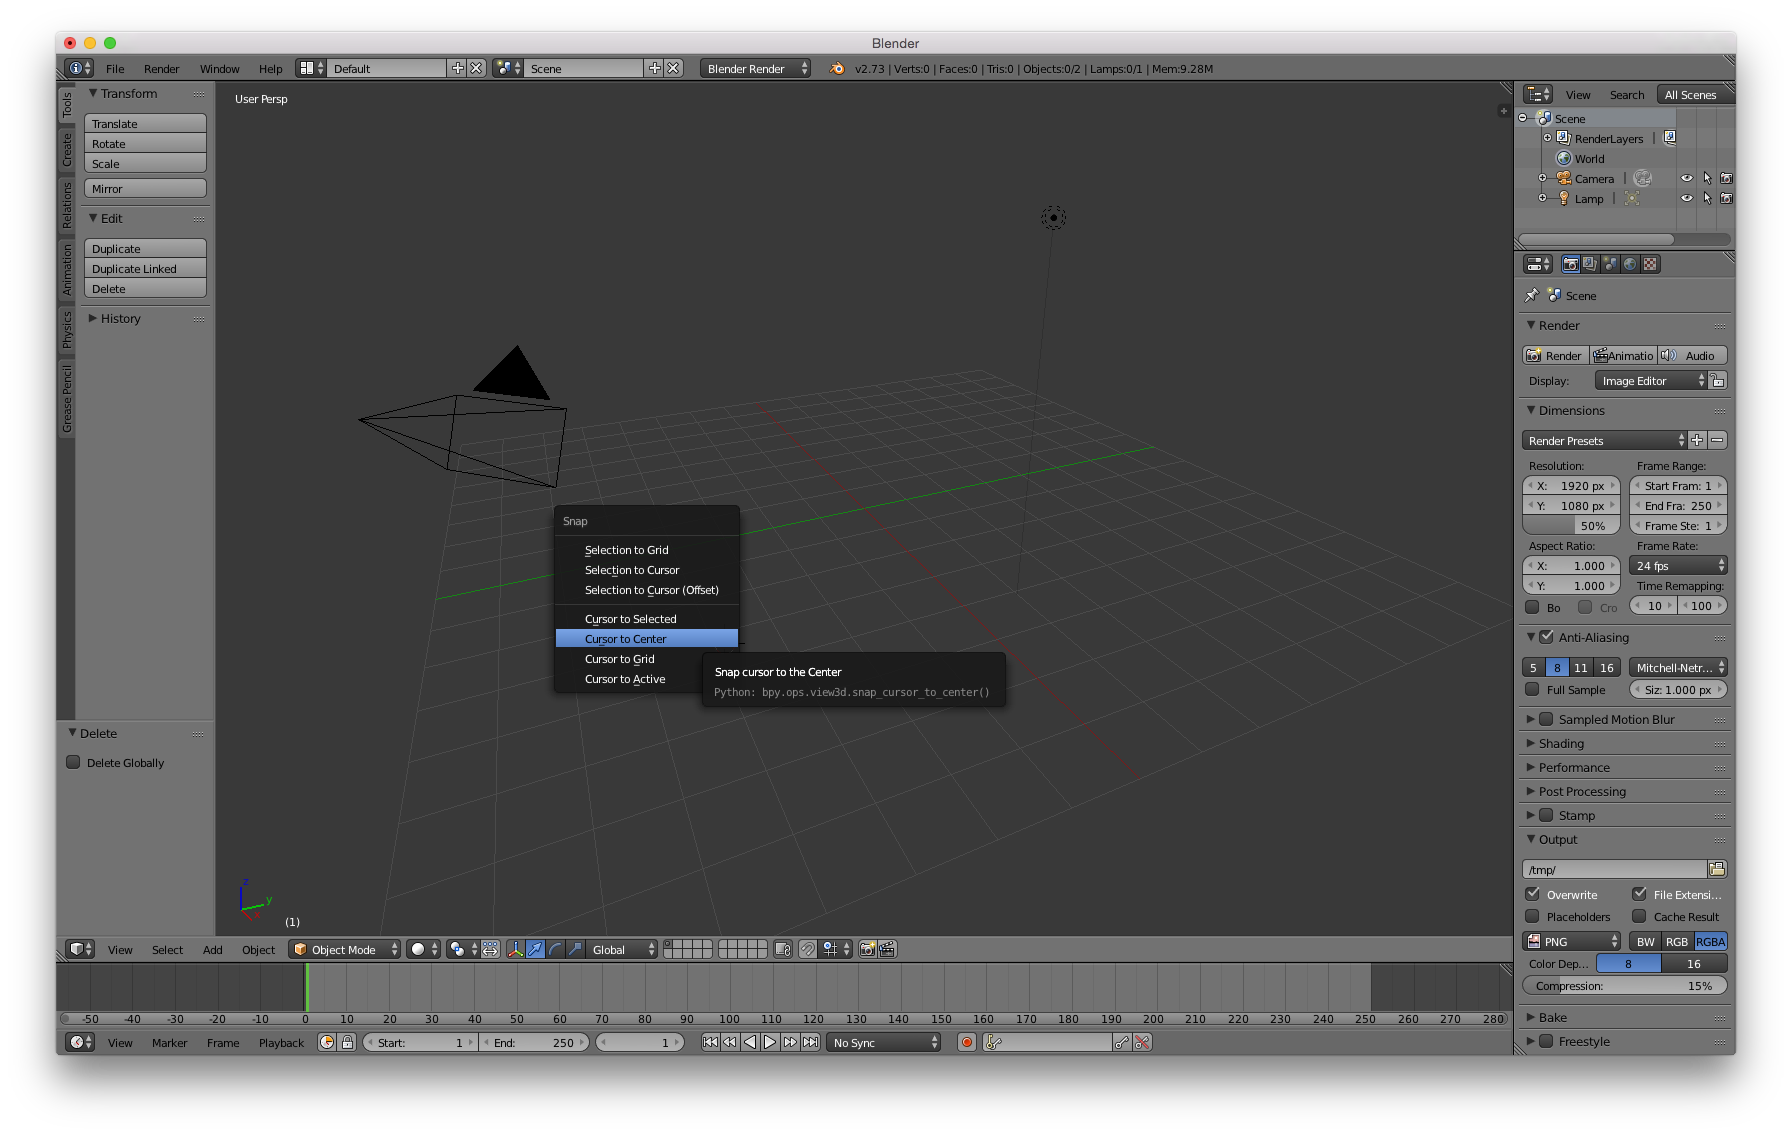 Blender
File Render Window Help Default Scene Blender Render v2.73 | Verts:0 | Faces:0 | Tris:0 | Objects:0/2 | Lamps:0/1 | Mem:9.28M
Tools
Create
Relations
Animation
Physics
Grease Pencil
Transform
Translate
Rotate
Scale
Mirror
Edit
Duplicate
Duplicate Linked
Delete
History
Delete
Delete Globally
User Persp
Snap
Selection to Grid
Selection to Cursor
Selection to Cursor (Offset)
Cursor to Selected
Cursor to Center
Cursor to Grid
Cursor to Active
Snap cursor to the Center
Python: bpy.ops.view3d.snap_cursor_to_center()
z
y
x
(1)
View Select Add Object Object Mode Global
-50 -40 -30 -20 -10 0 10 20 30 40 50 60 70 80 90 100 110 120 130 140 150 160 170 180 190 200 210 220 230 240 250 260 270 280
View Marker Frame Playback Start: 1 End: 250 1 No Sync
View Search All Scenes
Scene
RenderLayers |
World
Camera |
Lamp |
Scene
Render
Render Animatio Audio
Display: Image Editor
Dimensions
Render Presets
Resolution: Frame Range:
X: 1920 px Start Fram: 1
Y: 1080 px End Fra: 250
50% Frame Ste: 1
Aspect Ratio: Frame Rate:
X: 1.000 24 fps
Y: 1.000 Time Remapping:
Bo Cro 10 100
Anti-Aliasing
5 8 11 16 Mitchell-Netr...
Full Sample Siz: 1.000 px
Sampled Motion Blur
Shading
Performance
Post Processing
Stamp
Output
/tmp/
Overwrite File Extensi...
Placeholders Cache Result
PNG BW RGB RGBA
Color Dep... 8 16
Compression: 15%
Bake
Freestyle